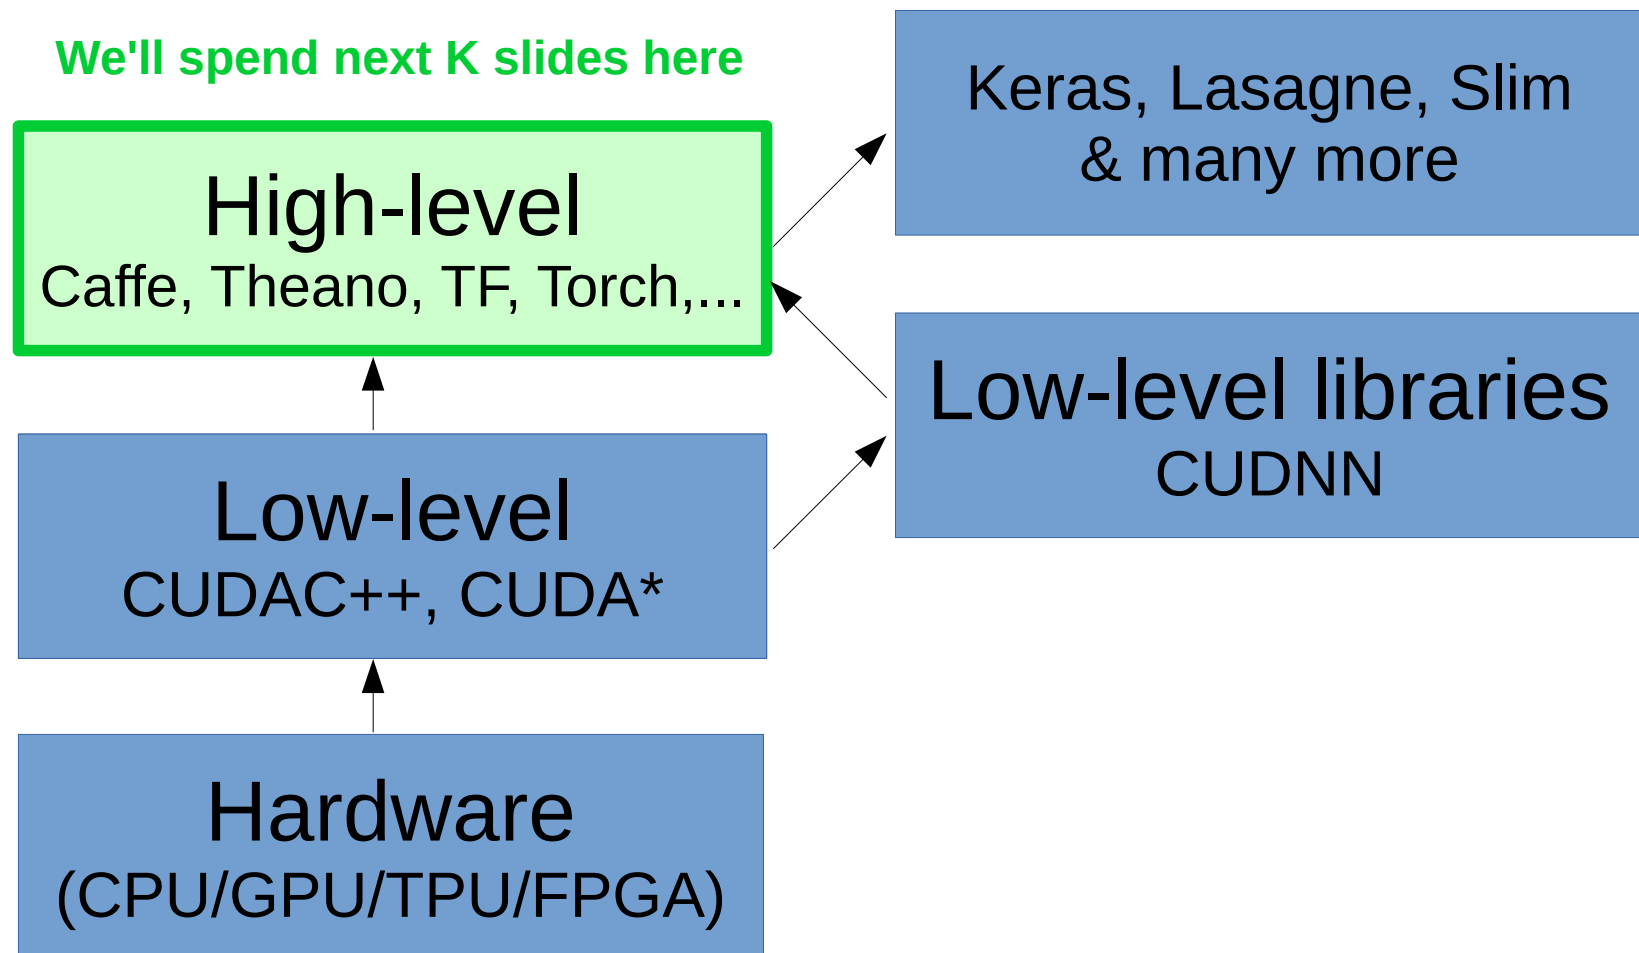 We'll spend next K slides here
High-level
Caffe, Theano, TF, Torch,...
Keras, Lasagne, Slim
& many more
Low-level libraries
CUDNN
Low-level
CUDAC++, CUDA*
Hardware
(CPU/GPU/TPU/FPGA)